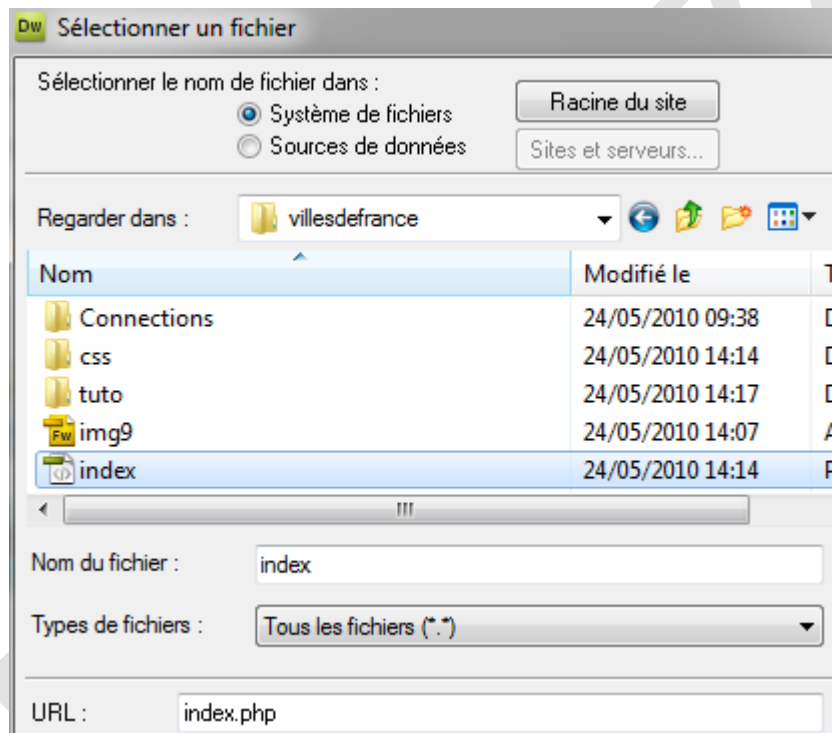 Dw Sélectionner un fichier
Sélectionner le nom de fichier dans :
Système de fichiers
Racine du site
Sources de données
Sites et serveurs...
Regarder dans :
villesdefrance
Nom Modifié le
Connections 24/05/2010 09:38
css 24/05/2010 14:14
tuto 24/05/2010 14:17
Fw img9 24/05/2010 14:07
index 24/05/2010 14:14
Nom du fichier : index
Types de fichiers : Tous les fichiers (*.*)
URL : index.php